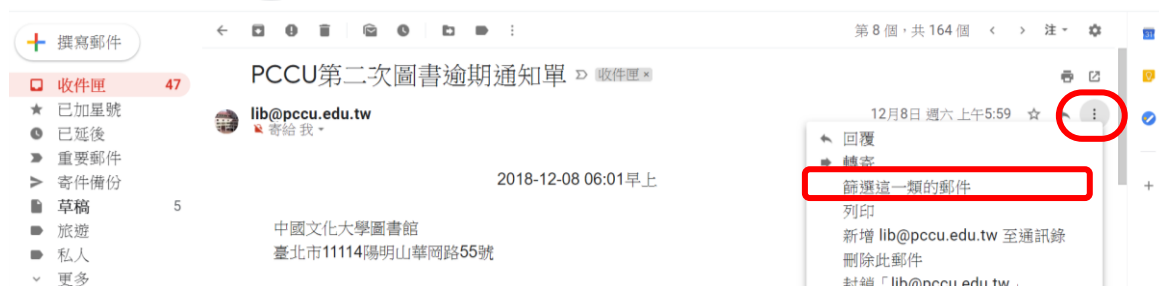 撰寫郵件
第 8 個，共 164 個
注
收件匣 47
已加星號
已延後
重要郵件
寄件備份
草稿 5
旅遊
私人
更多
PCCU第二次圖書逾期通知單
收件匣 ×
lib@pccu.edu.tw
寄給 我
12月8日 週六 上午5:59
2018-12-08 06:01早上
中國文化大學圖書館
臺北市11114陽明山華岡路55號
回覆
轉寄
篩選這一類的郵件
列印
新增 lib@pccu.edu.tw 至通訊錄
刪除此郵件
封鎖「lib@pccu.edu.tw」
31